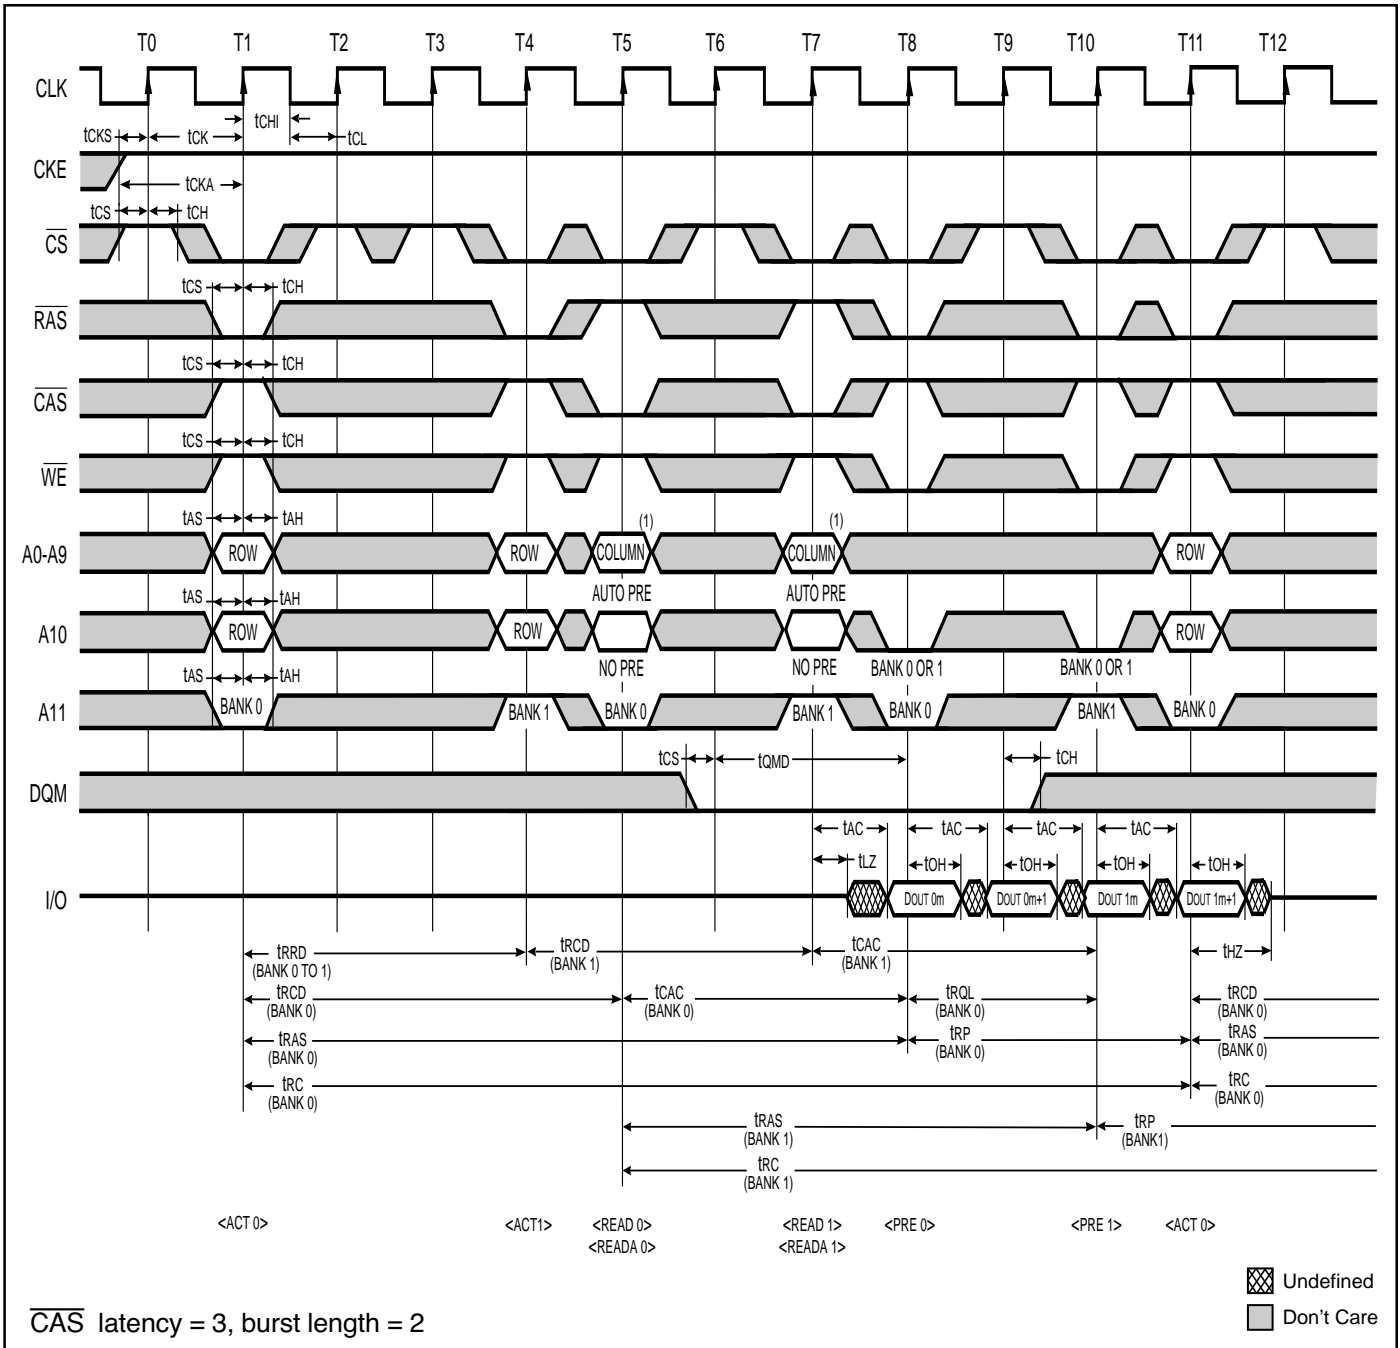 T0 T1 T2 T3 T4 T5 T6 T7 T8 T9 T10 T11 T12
CLK
tCHI
tCKS tCK tCL
CKE
tCKA
tCS tCH
CS
tCS tCH
RAS
tCS tCH
CAS
tCS tCH
WE
tAS tAH (1) (1)
A0-A9 ROW ROW COLUMN COLUMN ROW
AUTO PRE AUTO PRE
tAS tAH
A10 ROW ROW ROW
NO PRE NO PRE BANK 0 OR 1 BANK 0 OR 1
tAS tAH
A11 BANK 0 BANK 1 BANK 0 BANK 1 BANK 0 BANK1 BANK 0
tCS tQMD tCH
DQM
tAC tAC tAC tAC
tLZ tOH tOH tOH tOH
I/O DOUT 0m DOUT 0m+1 DOUT 1m DOUT 1m+1
tRRD tRCD tCAC tHZ
(BANK 0 TO 1) (BANK 1) (BANK 1)
tRCD tCAC tRQL tRCD
(BANK 0) (BANK 0) (BANK 0) (BANK 0)
tRAS tRP tRAS
(BANK 0) (BANK 0) (BANK 0)
tRC tRC
(BANK 0) (BANK 0)
tRAS tRP
(BANK 1) (BANK1)
tRC
(BANK 1)
<ACT 0> <ACT1> <READ 0> <READ 1> <PRE 0> <PRE 1> <ACT 0>
<READA 0> <READA 1>
Undefined
Don't Care
CAS latency = 3, burst length = 2